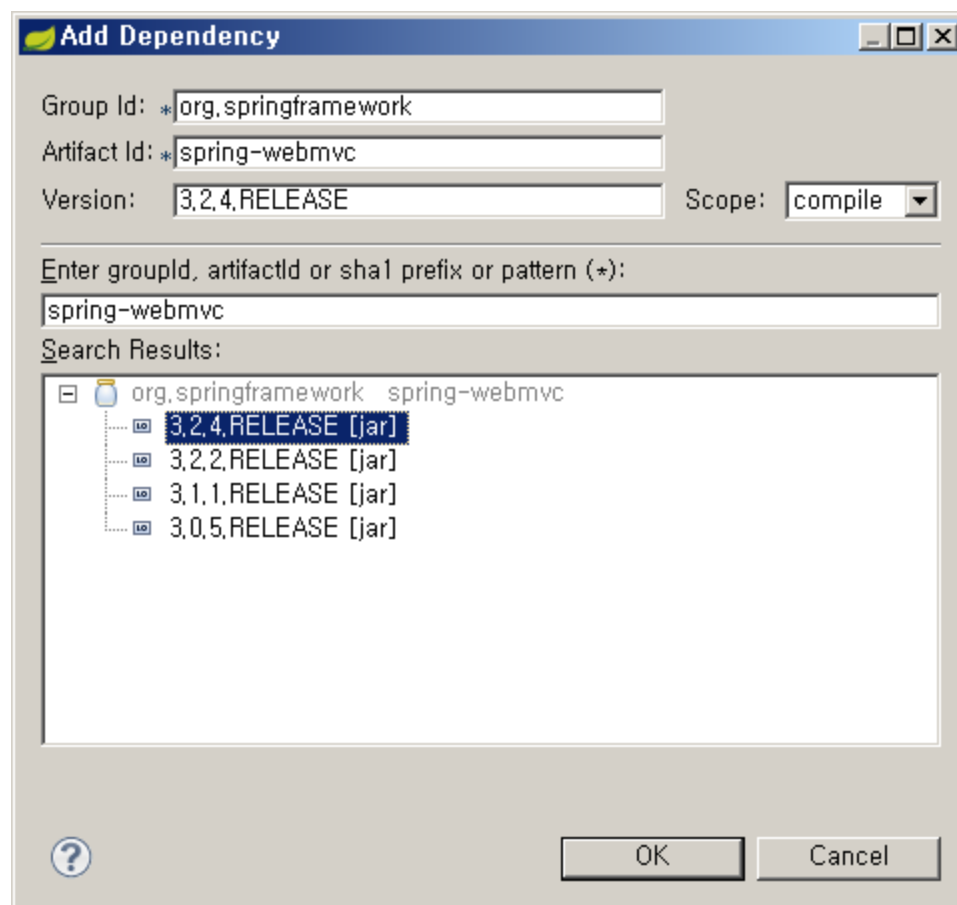 Add Dependency
Group Id: *org.springframework
Artifact Id: *spring-webmvc
Version: 3.2.4.RELEASE Scope: compile
Enter groupId, artifactId or sha1 prefix or pattern (*):
spring-webmvc
Search Results:
org.springframework spring-webmvc
3.2.4.RELEASE [jar]
3.2.2.RELEASE [jar]
3.1.1.RELEASE [jar]
3.0.5.RELEASE [jar]
? OK Cancel